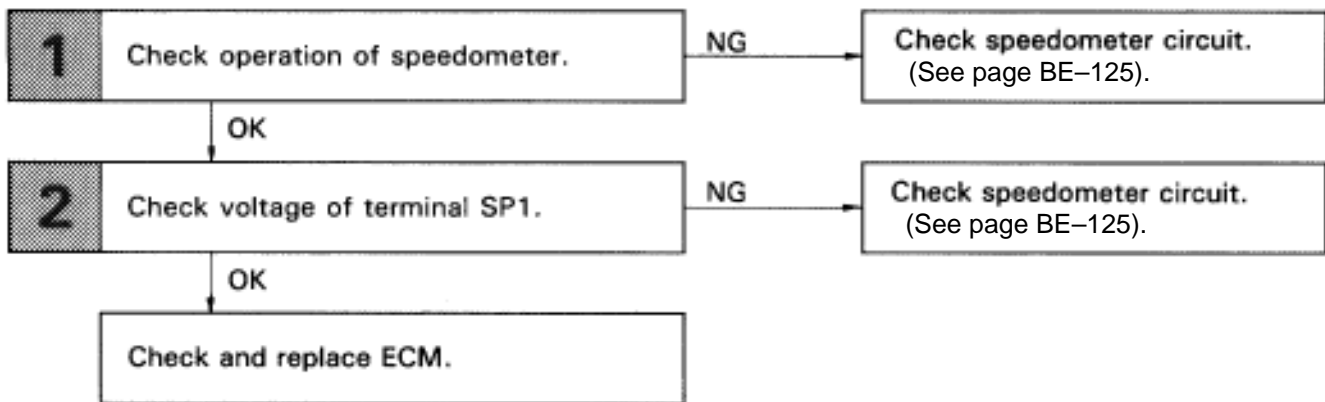 1
Check operation of speedometer.
NG
Check speedometer circuit.
(See page BE–125).
OK
2
Check voltage of terminal SP1.
NG
Check speedometer circuit.
(See page BE–125).
OK
Check and replace ECM.